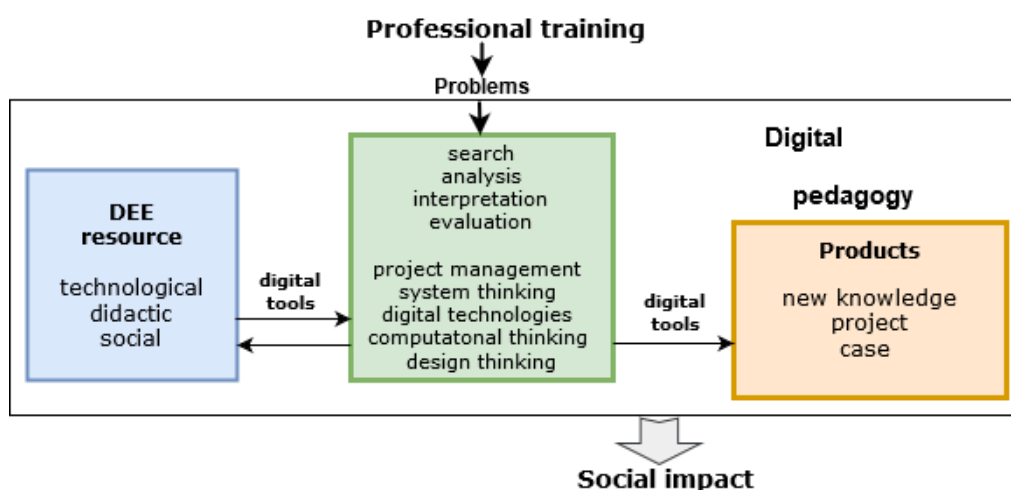 Professional training
Problems
Digital
pedagogy
DEE
resource
technological
didactic
social
digital
tools
search
analysis
interpretation
evaluation
project management
system thinking
digital technologies
computatonal thinking
design thinking
digital
tools
Products
new knowledge
project
case
Social impact